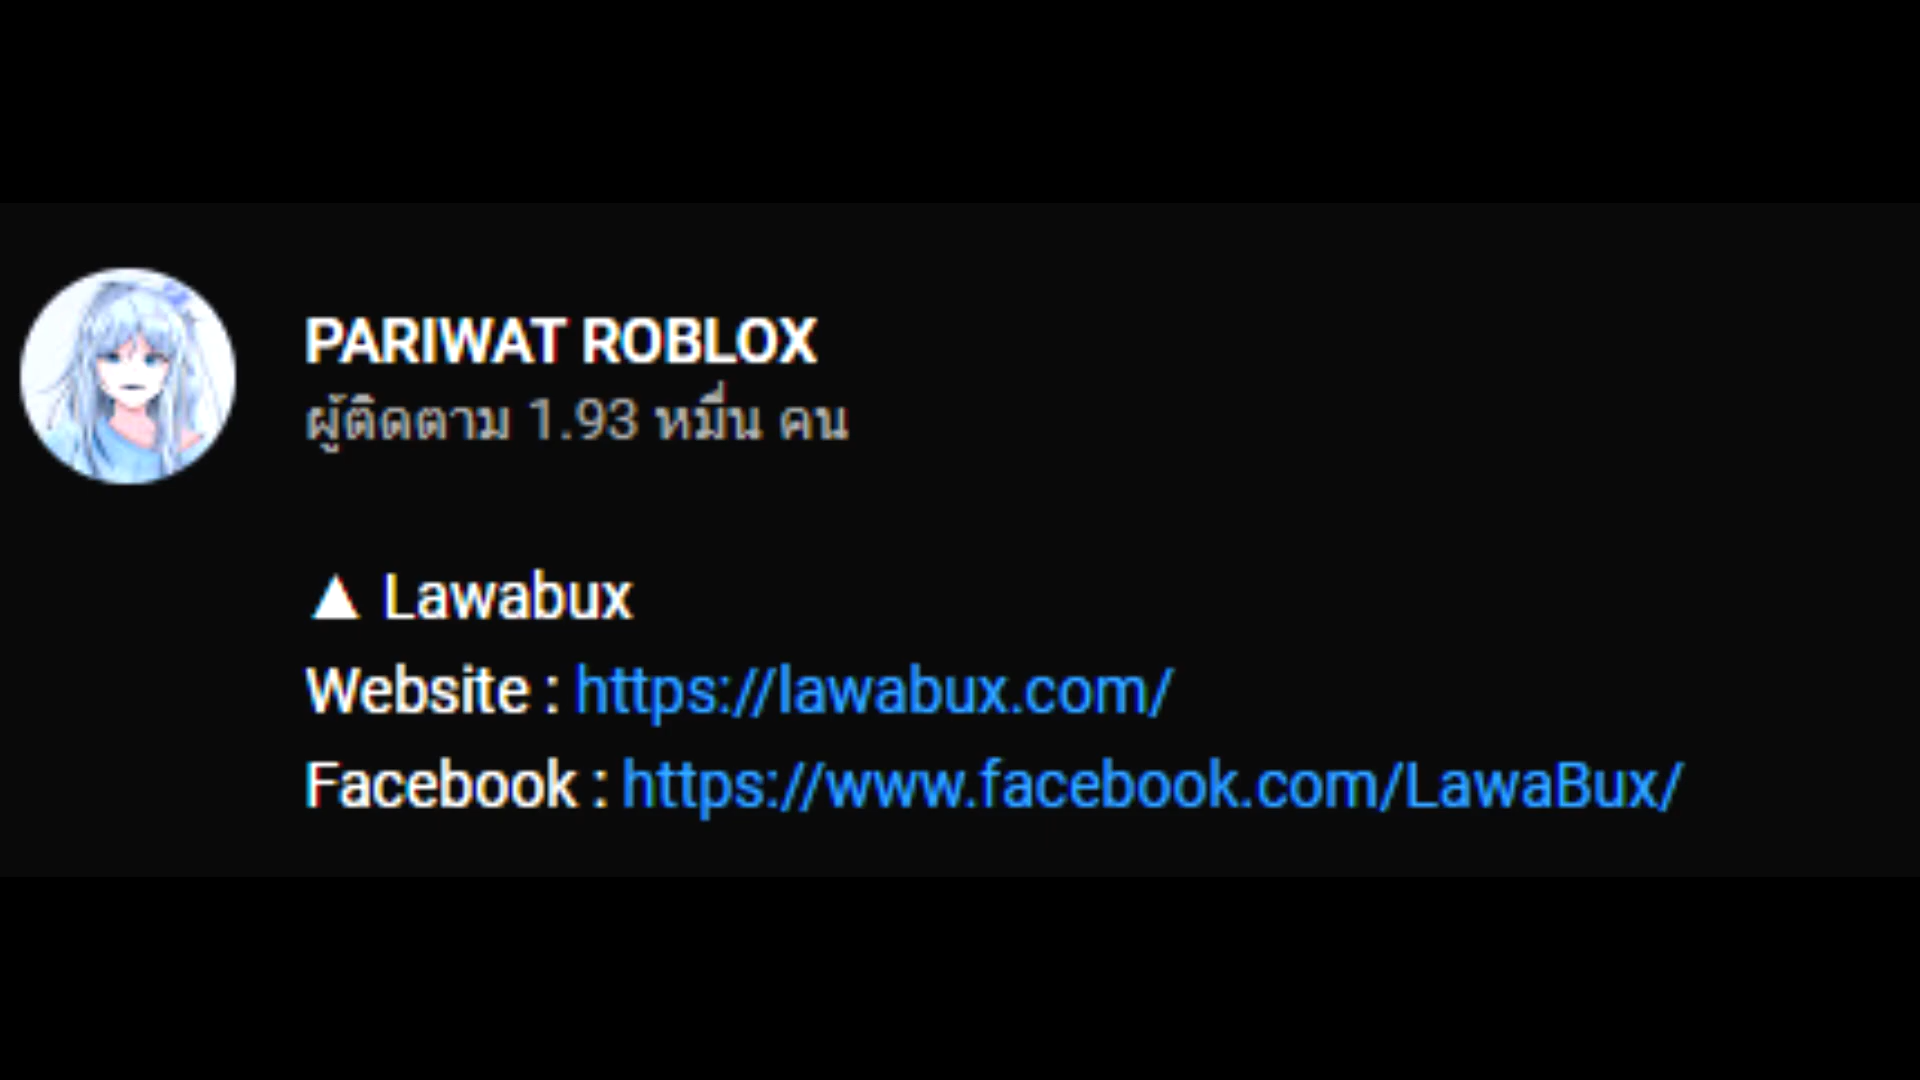 PARIWAT ROBLOX
ผู้ติดตาม 1.93 หมื่น คน
▲ Lawabux
Website : https://lawabux.com/
Facebook : https://www.facebook.com/LawaBux/